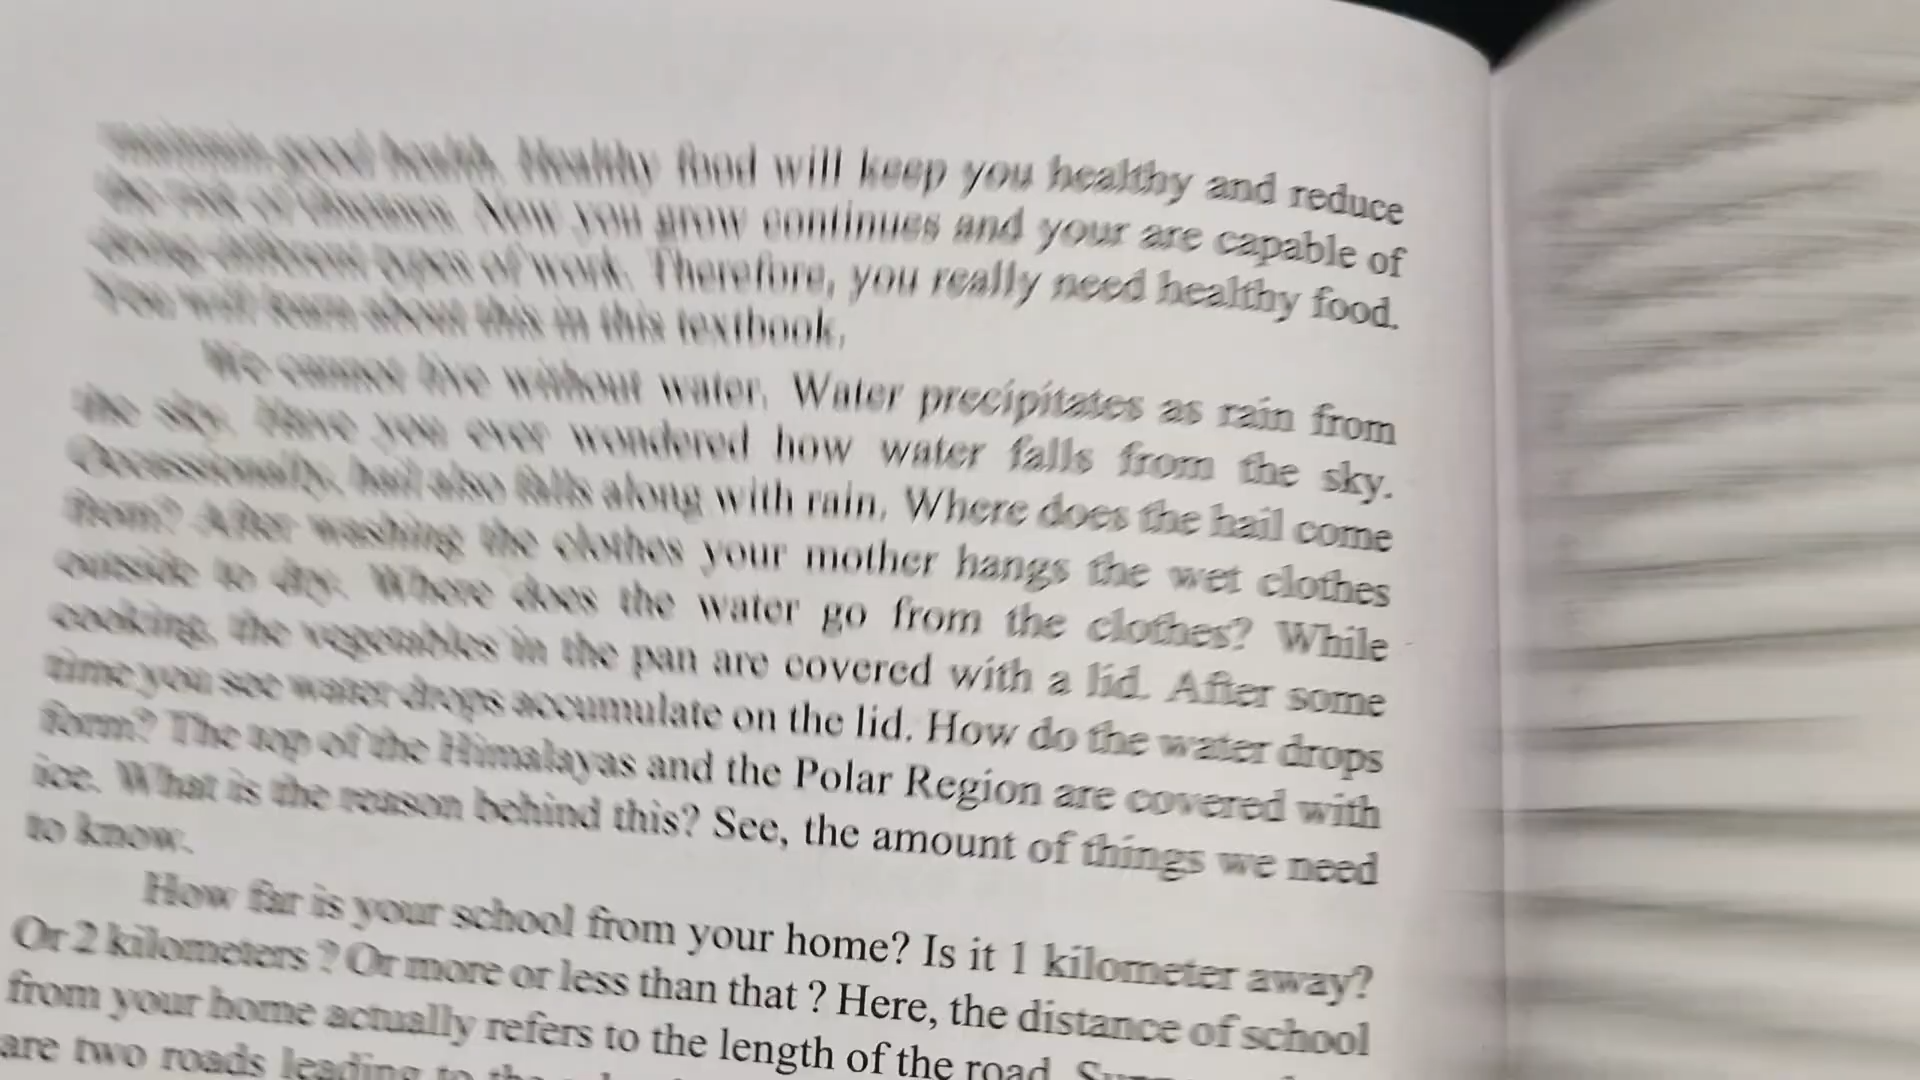 good health. Healthy food will keep you healthy and reduce
the risk of illnesses. Now you grow continues and your are capable of
doing different types of work. Therefore, you really need healthy food.
You will learn about this in this textbook.
We cannot live without water. Water precipitates as rain from
the sky. Have you ever wondered how water falls from the sky.
Occassionally, hail also falls along with rain. Where does the hail come
from? After washing the clothes your mother hangs the wet clothes
outside to dry. Where does the water go from the clothes? While
cooking, the vegetables in the pan are covered with a lid. After some
time you see water drops accumulate on the lid. How do the water drops
form? The top of the Himalayas and the Polar Region are covered with
ice. What is the reason behind this? See, the amount of things we need
to know.
How far is your school from your home? Is it 1 kilometer away?
Or 2 kilometers ? Or more or less than that ? Here, the distance of school
from your home actually refers to the length of the road.
are two roads leading to